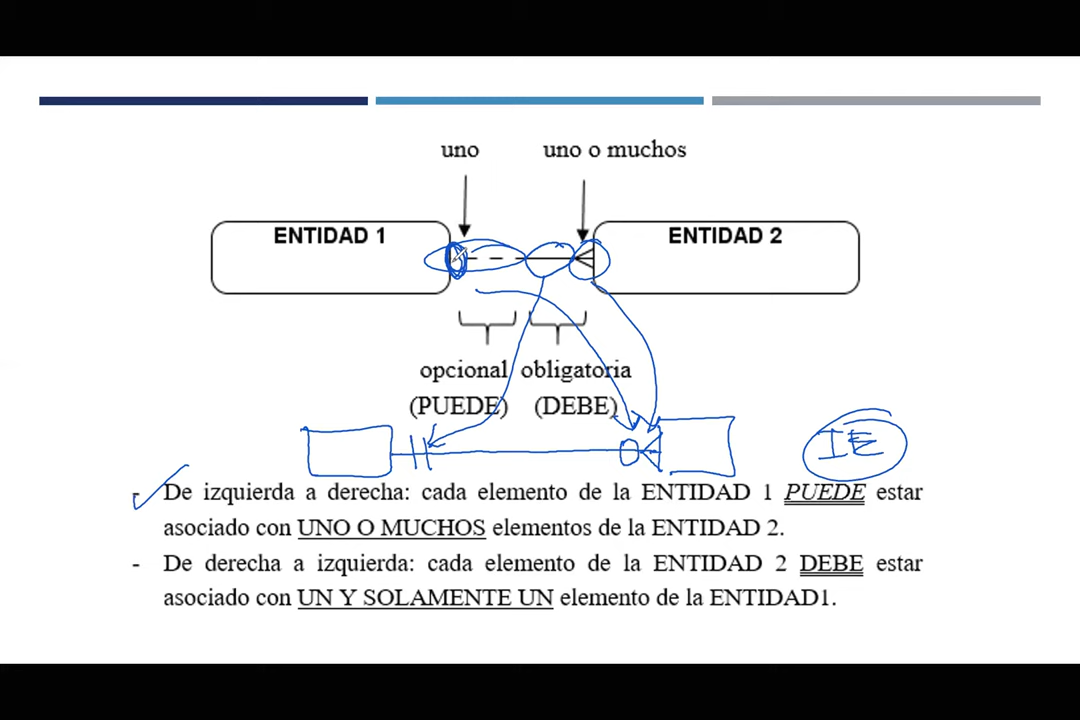 uno uno o muchos
ENTIDAD 1 ENTIDAD 2
opcional obligatoria
(PUEDE) (DEBE)
IE
- De izquierda a derecha: cada elemento de la ENTIDAD 1 PUEDE estar
asociado con UNO O MUCHOS elementos de la ENTIDAD 2.
- De derecha a izquierda: cada elemento de la ENTIDAD 2 DEBE estar
asociado con UN Y SOLAMENTE UN elemento de la ENTIDAD1.